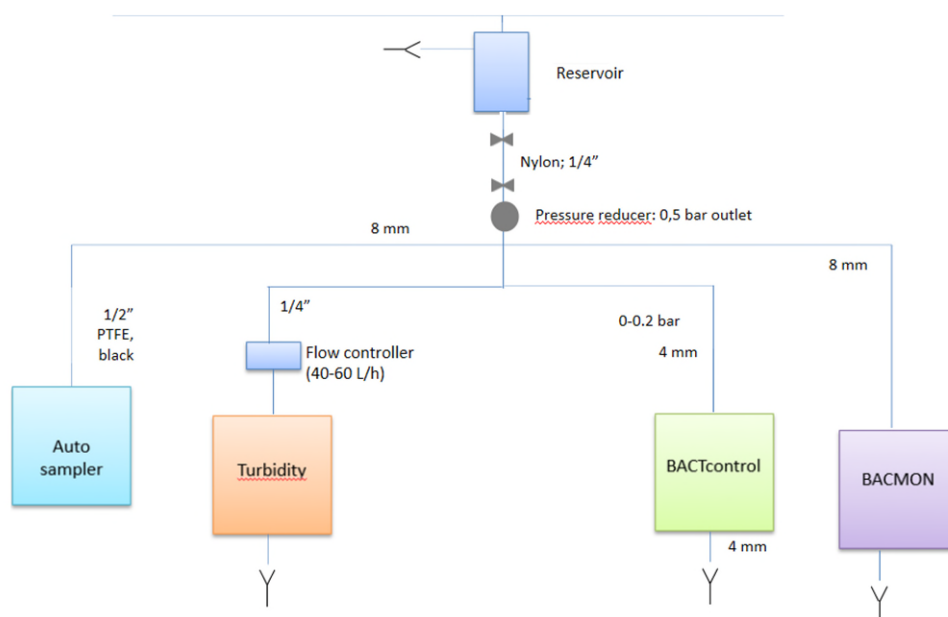 Reservoir
Nylon; 1/4”
Pressure reducer: 0,5 bar outlet
8 mm
8 mm
1/2”
PTFE,
black
1/4”
0-0.2 bar
4 mm
Flow controller
(40-60 L/h)
Auto
sampler
Turbidity
BACTcontrol
BACMON
4 mm